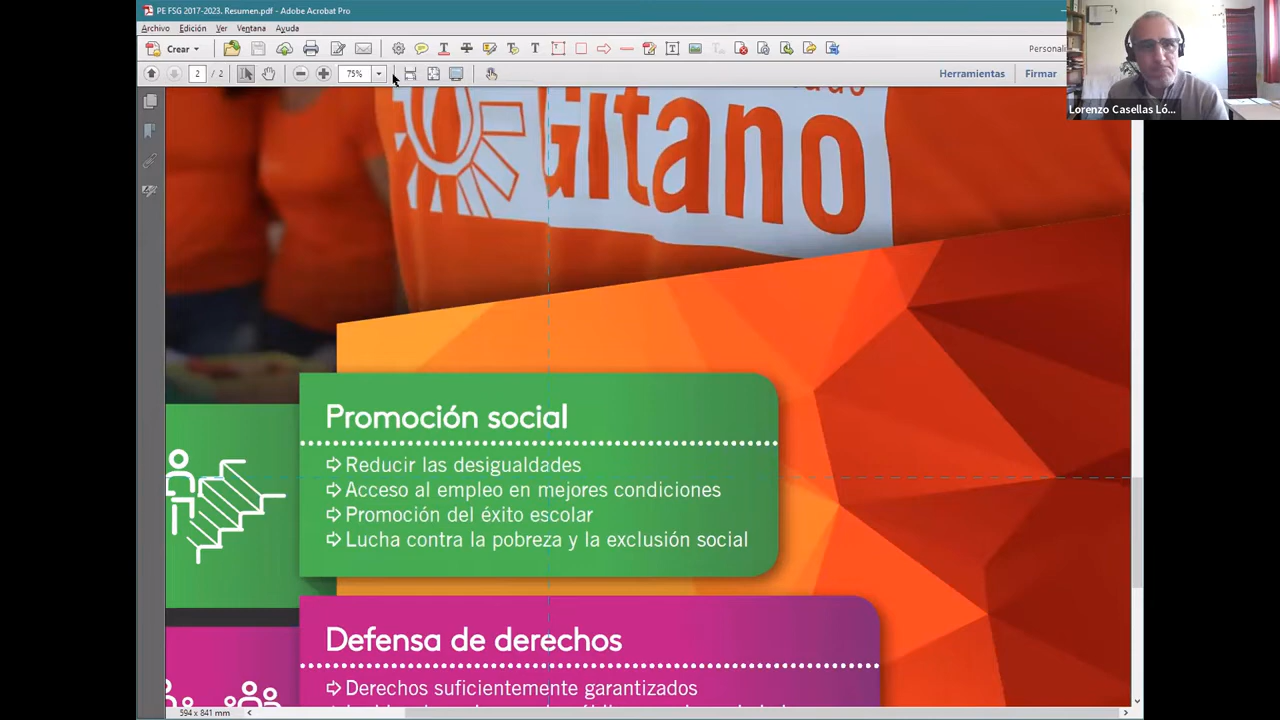 PE FSG 2017-2023. Resumen.pdf - Adobe Acrobat Pro
Archivo Edición Ver Ventana Ayuda
Crear
Personali
2 / 2
75%
Herramientas Firmar
Lorenzo Casellas Ló...
Gitano
Promoción social
⇨ Reducir las desigualdades
⇨ Acceso al empleo en mejores condiciones
⇨ Promoción del éxito escolar
⇨ Lucha contra la pobreza y la exclusión social
Defensa de derechos
⇨ Derechos suficientemente garantizados
594 x 841 mm